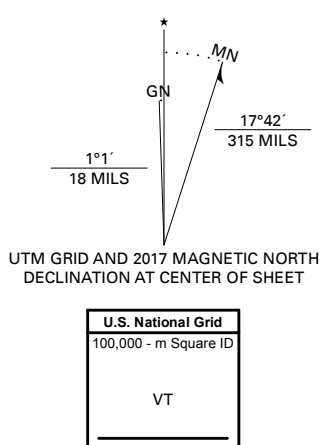 ★
MN
GN
17°42´
315 MILS
1°1´
18 MILS
UTM GRID AND 2017 MAGNETIC NORTH
DECLINATION AT CENTER OF SHEET
U.S. National Grid
100,000 - m Square ID
VT